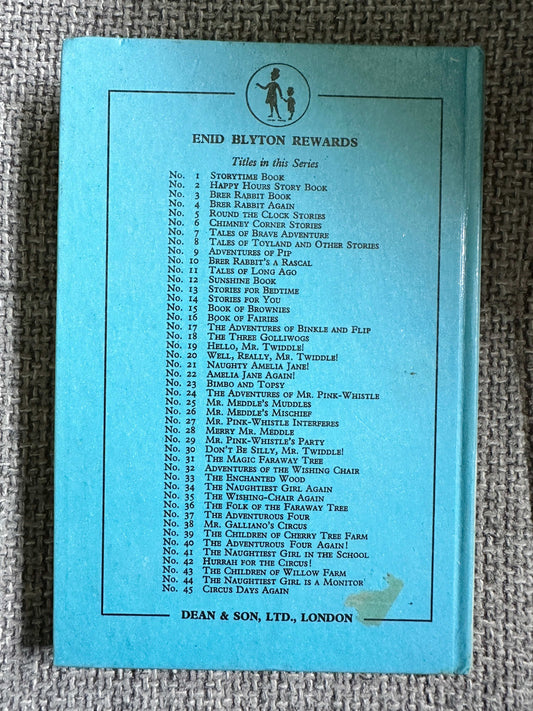 ENID BLYTON REWARDS
Titles in this Series
No. 1 STORYTIME BOOK
No. 2 HAPPY HOURS STORY BOOK
No. 3 BRER RABBIT BOOK
No. 4 BRER RABBIT AGAIN
No. 5 ROUND THE CLOCK STORIES
No. 6 CHIMNEY CORNER STORIES
No. 7 TALES OF BRAVE ADVENTURE
No. 8 TALES OF TOYLAND AND OTHER STORIES
No. 9 ADVENTURES OF PIP
No. 10 BRER RABBIT'S A RASCAL
No. 11 TALES OF LONG AGO
No. 12 SUNSHINE BOOK
No. 13 STORIES FOR BEDTIME
No. 14 STORIES FOR YOU
No. 15 BOOK OF BROWNIES
No. 16 BOOK OF FAIRIES
No. 17 THE ADVENTURES OF BINKLE AND FLIP
No. 18 THE THREE GOLLIWOGS
No. 19 HELLO, MR. TWIDDLE!
No. 20 WELL, REALLY, MR. TWIDDLE!
No. 21 NAUGHTY AMELIA JANE!
No. 22 AMELIA JANE AGAIN!
No. 23 BIMBO AND TOPSY
No. 24 THE ADVENTURES OF MR. PINK-WHISTLE
No. 25 MR. MEDDLE'S MUDDLES
No. 26 MR. MEDDLE'S MISCHIEF
No. 27 MR. PINK-WHISTLE INTERFERES
No. 28 MERRY MR. MEDDLE
No. 29 MR. PINK-WHISTLE'S PARTY
No. 30 DON'T BE SILLY, MR. TWIDDLE!
No. 31 THE MAGIC FARAWAY TREE
No. 32 ADVENTURES OF THE WISHING CHAIR
No. 33 THE ENCHANTED WOOD
No. 34 THE NAUGHTIEST GIRL AGAIN
No. 35 THE WISHING-CHAIR AGAIN
No. 36 THE FOLK OF THE FARAWAY TREE
No. 37 THE ADVENTUROUS FOUR
No. 38 MR. GALLIANO'S CIRCUS
No. 39 THE CHILDREN OF CHERRY TREE FARM
No. 40 THE ADVENTUROUS FOUR AGAIN!
No. 41 THE NAUGHTIEST GIRL IN THE SCHOOL
No. 42 HURRAH FOR THE CIRCUS!
No. 43 THE CHILDREN OF WILLOW FARM
No. 44 THE NAUGHTIEST GIRL IS A MONITOR
No. 45 CIRCUS DAYS AGAIN
DEAN & SON, LTD., LONDON